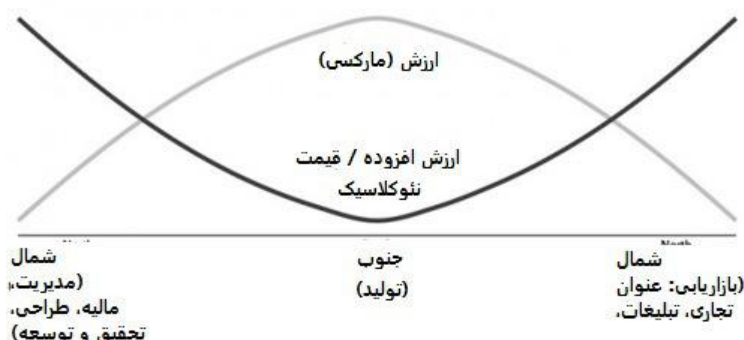 ارزش (مارکسی)
ارزش افزوده / قیمت
نئوکلاسیک
شمال
(مدیریت,
مالیه، طراحی،
تحقیق و توسعه)
جنوب
(تولید)
شمال
(بازاریابی: عنوان
تجاری، تبلیغات،